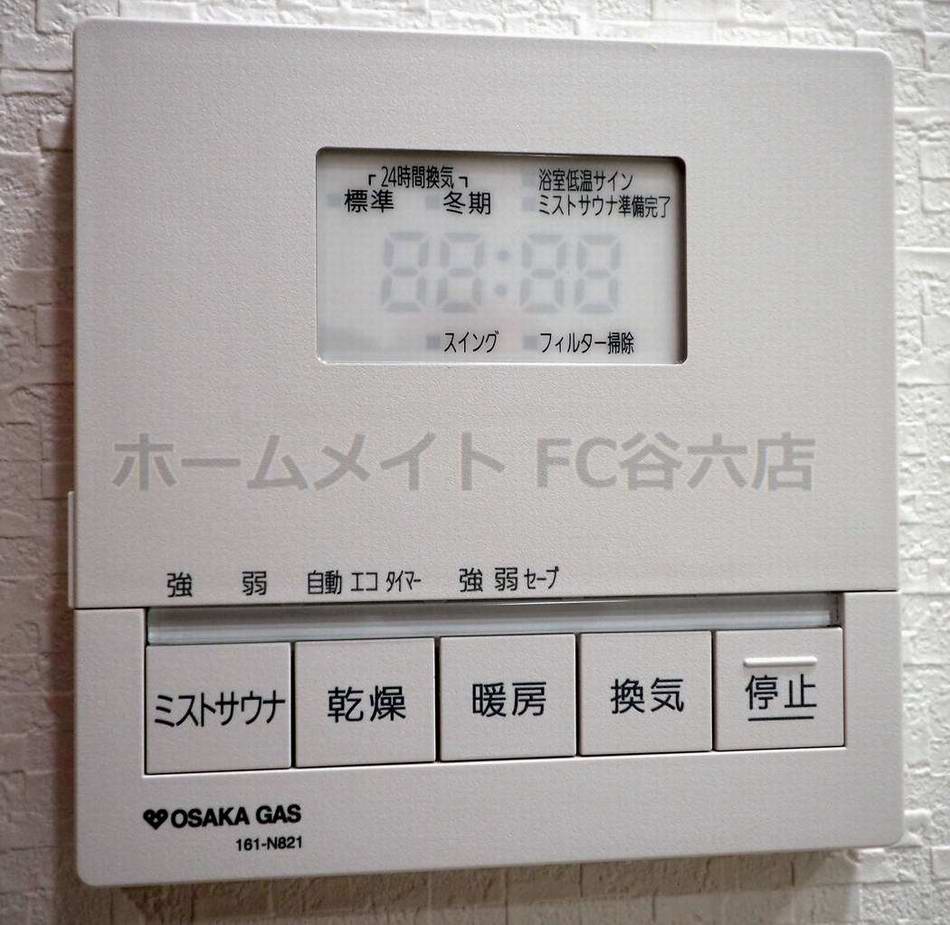 24時間換気
標準 冬期
浴室低温サイン
ミストサウナ準備完了
88:88
スイング フィルター掃除
ホームメイト FC谷六店
強 弱 自動 エコ タイマー 強 弱 セーブ
ミストサウナ 乾燥 暖房 換気 停止
OSAKA GAS
161-N821